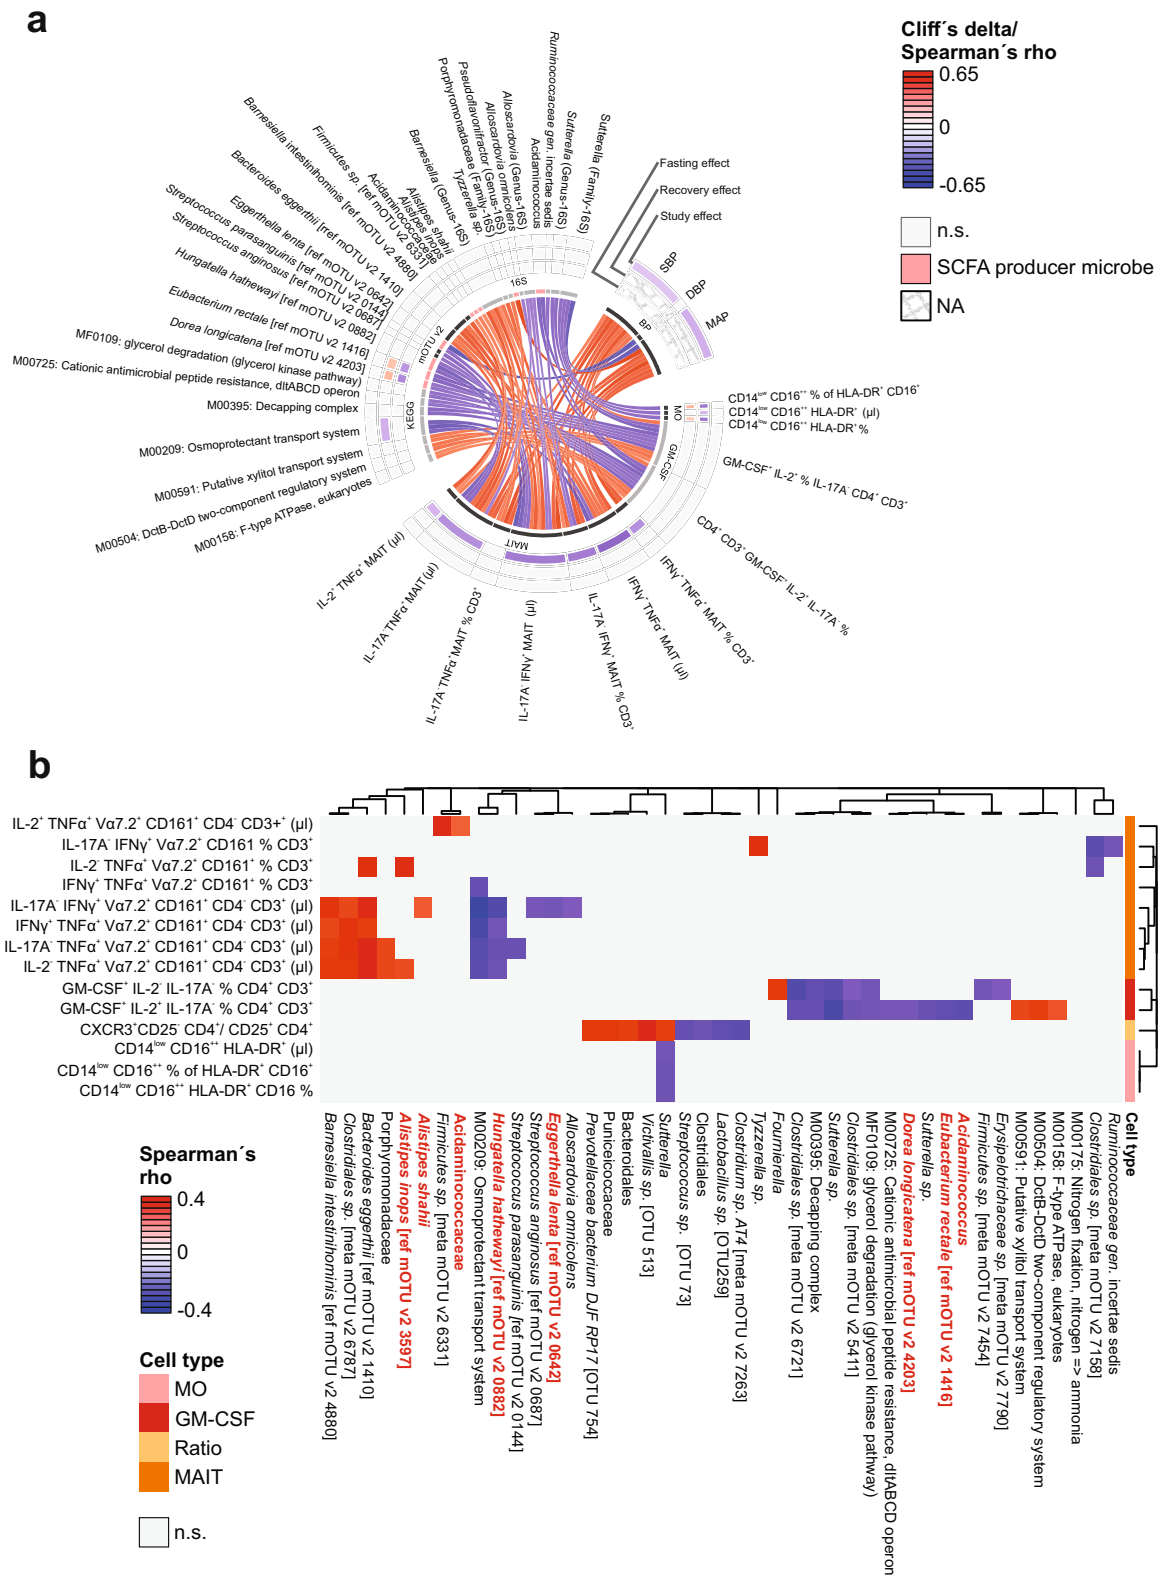 a
Cliff´s delta/
Spearman´s rho
0.65
0
-0.65
n.s.
SCFA producer microbe
NA
Fasting effect
Recovery effect
Study effect
SBP
DBP
MAP
BP
MO
GM-CSF
MAIT
KEGG
mOTU v2
16S
Sutterella (Family-16S)
Sutterella (Genus-16S)
Ruminococcaceae gen. incertae sedis
Acidaminococcus
Alloscardovia (Genus-16S)
Alloscardovia omnicolens
Pseudoflavonifractor (Genus-16S)
Porphyromonadaceae (Family-16S)
Tyzzerella sp.
Barnesiella (Genus-16S)
Alistipes shahii
Alistipes inops
Acidaminococcaceae
Firmicutes sp. [ref mOTU v2 6331]
Barnesiella intestinihominis [ref mOTU v2 4880]
Bacteroides eggerthii [rref mOTU v2 1410]
Eggerthella lenta [ref mOTU v2 0642]
Streptococcus parasanguinis [ref mOTU v2 0144]
Streptococcus anginosus [ref mOTU v2 0687]
Hungatella hathewayi [ref mOTU v2 0882]
Eubacterium rectale [ref mOTU v2 1416]
Dorea longicatena [ref mOTU v2 4203]
MF0109: glycerol degradation (glycerol kinase pathway)
M00725: Cationic antimicrobial peptide resistance, dltABCD operon
M00395: Decapping complex
M00209: Osmoprotectant transport system
M00591: Putative xylitol transport system
M00504: DctB-DctD two-component regulatory system
M00158: F-type ATPase, eukaryotes
IL-2⁺ TNFα⁺ MAIT (µl)
IL-17A⁻TNFα⁺MAIT (µl)
IL-17A⁻TNFα⁺MAIT % CD3⁺
IL-17A⁻ IFNγ⁺ MAIT (µl)
IL-17A⁻ IFNγ⁺ MAIT % CD3⁺
IFNγ⁺ TNFα⁺ MAIT (µl)
IFNγ⁺ TNFα⁺ MAIT % CD3⁺
CD4⁺ CD3⁺ GM-CSF⁺ IL-2⁺ IL-17A⁻ %
GM-CSF⁺ IL-2⁺ % IL-17A⁻ CD4⁺ CD3⁺
CD14ˡᵒʷ CD16⁺⁺ % of HLA-DR⁺ CD16⁺
CD14ˡᵒʷ CD16⁺⁺ HLA-DR⁺ (µl)
CD14ˡᵒʷ CD16⁺⁺ HLA-DR⁺ %
b
IL-2⁺ TNFα⁺ Vα7.2⁺ CD161⁺ CD4⁻ CD3+⁺ (µl)
IL-17A⁻ IFNγ⁺ Vα7.2⁺ CD161 % CD3⁺
IL-2⁻ TNFα⁺ Vα7.2⁺ CD161⁺ % CD3⁺
IFNγ⁺ TNFα⁺ Vα7.2⁺ CD161⁺ % CD3⁺
IL-17A⁻ IFNγ⁺ Vα7.2⁺ CD161⁺ CD4⁻ CD3⁺ (µl)
IFNγ⁺ TNFα⁺ Vα7.2⁺ CD161⁺ CD4⁻ CD3⁺ (µl)
IL-17A⁻ TNFα⁺ Vα7.2⁺ CD161⁺ CD4⁻ CD3⁺ (µl)
IL-2⁻ TNFα⁺ Vα7.2⁺ CD161⁺ CD4⁻ CD3⁺ (µl)
GM-CSF⁺ IL-2⁻ IL-17A⁻ % CD4⁺ CD3⁺
GM-CSF⁺ IL-2⁺ IL-17A⁻ % CD4⁺ CD3⁺
CXCR3⁺CD25⁻ CD4⁺/ CD25⁺ CD4⁺
CD14ˡᵒʷ CD16⁺⁺ HLA-DR⁺ (µl)
CD14ˡᵒʷ CD16⁺⁺ % of HLA-DR⁺ CD16⁺
CD14ˡᵒʷ CD16⁺⁺ HLA-DR⁺ CD16 %
Barnesiella intestinihominis [ref mOTU v2 4880]
Clostridiales sp. [meta mOTU v2 6787]
Bacteroides eggerthii [ref mOTU v2 1410]
Porphyromonadaceae
Alistipes inops [ref mOTU v2 3597]
Alistipes shahii
Firmicutes sp. [meta mOTU v2 6331]
Acidaminococcaceae
M00209: Osmoprotectant transport system
Hungatella hathewayi [ref mOTU v2 0882]
Streptococcus parasanguinis [ref mOTU v2 0144]
Streptococcus anginosus [ref mOTU v2 0687]
Eggerthella lenta [ref mOTU v2 0642]
Alloscardovia omnicolens
Prevotellaceae bacterium DJF RP17 [OTU 754]
Puniceicoccaceae
Bacteroidales
Victivallis sp. [OTU 513]
Sutterella
Streptococcus sp. [OTU 73]
Clostridiales
Lactobacillus sp. [OTU259]
Clostridium sp. AT4 [meta mOTU v2 7263]
Tyzzerella sp.
Fournierella
Clostridiales sp. [meta mOTU v2 6721]
M00395: Decapping complex
Sutterella sp.
Clostridiales sp. [meta mOTU v2 5411]
MF0109: glycerol degradation (glycerol kinase pathway)
M00725: Cationic antimicrobial peptide resistance, dltABCD operon
Dorea longicatena [ref mOTU v2 4203]
Sutterella sp.
Eubacterium rectale [ref mOTU v2 1416]
Acidaminococcus
Firmicutes sp. [meta mOTU v2 7454]
Erysipelotrichaceae sp. [meta mOTU v2 7790]
M00591: Putative xylitol transport system
M00504: DctB-DctD two-component regulatory system
M00158: F-type ATPase, eukaryotes
M00175: Nitrogen fixation, nitrogen => ammonia
Clostridiales sp. [meta mOTU v2 7158]
Ruminococcaceae gen. incertae sedis
Cell type
Spearman´s
rho
0.4
0
-0.4
Cell type
MO
GM-CSF
Ratio
MAIT
n.s.